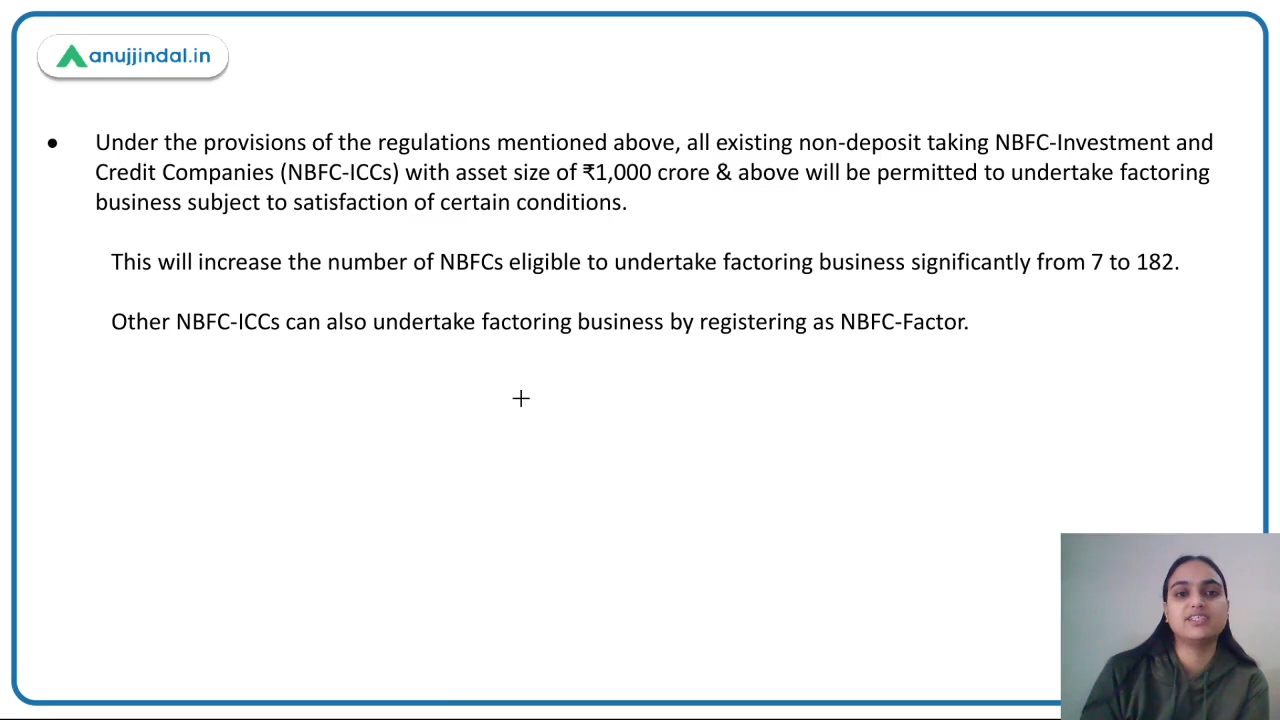 anujjindal.in
● Under the provisions of the regulations mentioned above, all existing non-deposit taking NBFC-Investment and
Credit Companies (NBFC-ICCs) with asset size of ₹1,000 crore & above will be permitted to undertake factoring
business subject to satisfaction of certain conditions.
This will increase the number of NBFCs eligible to undertake factoring business significantly from 7 to 182.
Other NBFC-ICCs can also undertake factoring business by registering as NBFC-Factor.